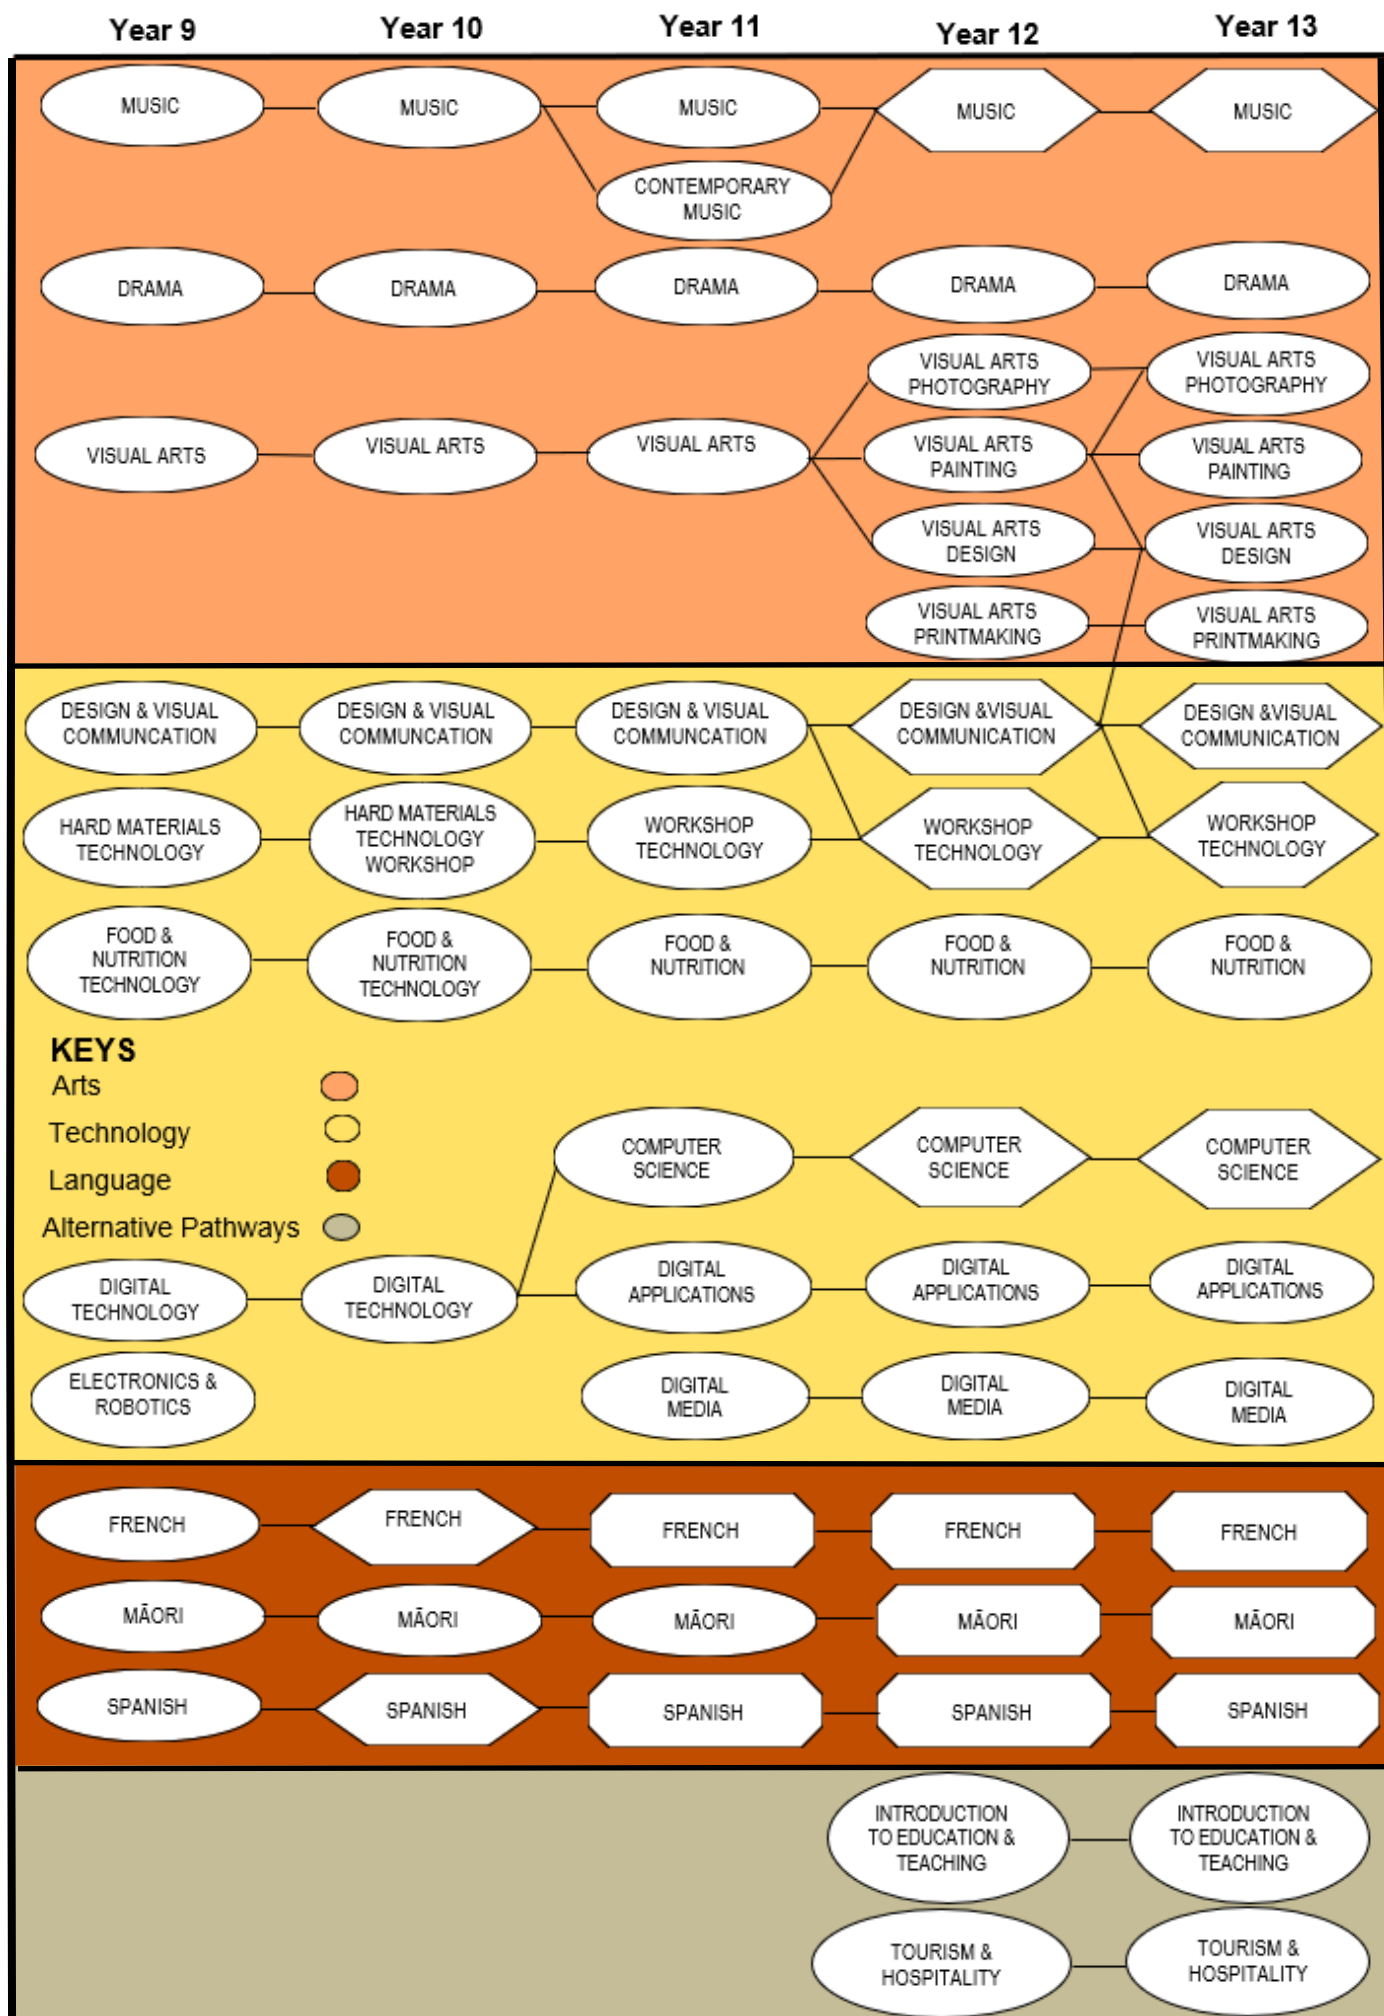 Year 9
Year 10
Year 11
Year 12
Year 13
MUSIC
MUSIC
MUSIC
MUSIC
MUSIC
CONTEMPORARY
MUSIC
DRAMA
DRAMA
DRAMA
DRAMA
DRAMA
VISUAL ARTS
PHOTOGRAPHY
VISUAL ARTS
PHOTOGRAPHY
VISUAL ARTS
VISUAL ARTS
VISUAL ARTS
VISUAL ARTS
PAINTING
VISUAL ARTS
PAINTING
VISUAL ARTS
DESIGN
VISUAL ARTS
DESIGN
VISUAL ARTS
PRINTMAKING
VISUAL ARTS
PRINTMAKING
DESIGN & VISUAL
COMMUNCATION
DESIGN & VISUAL
COMMUNCATION
DESIGN & VISUAL
COMMUNCATION
DESIGN &VISUAL
COMMUNICATION
DESIGN &VISUAL
COMMUNICATION
HARD MATERIALS
TECHNOLOGY
HARD MATERIALS
TECHNOLOGY
WORKSHOP
WORKSHOP
TECHNOLOGY
WORKSHOP
TECHNOLOGY
WORKSHOP
TECHNOLOGY
FOOD &
NUTRITION
TECHNOLOGY
FOOD &
NUTRITION
TECHNOLOGY
FOOD &
NUTRITION
FOOD &
NUTRITION
FOOD &
NUTRITION
KEYS
Arts
Technology
Language
Alternative Pathways
COMPUTER
SCIENCE
COMPUTER
SCIENCE
COMPUTER
SCIENCE
DIGITAL
TECHNOLOGY
DIGITAL
TECHNOLOGY
DIGITAL
APPLICATIONS
DIGITAL
APPLICATIONS
DIGITAL
APPLICATIONS
ELECTRONICS &
ROBOTICS
DIGITAL
MEDIA
DIGITAL
MEDIA
DIGITAL
MEDIA
FRENCH
FRENCH
FRENCH
FRENCH
FRENCH
MĀORI
MĀORI
MĀORI
MĀORI
MĀORI
SPANISH
SPANISH
SPANISH
SPANISH
SPANISH
INTRODUCTION
TO EDUCATION &
TEACHING
INTRODUCTION
TO EDUCATION &
TEACHING
TOURISM &
HOSPITALITY
TOURISM &
HOSPITALITY